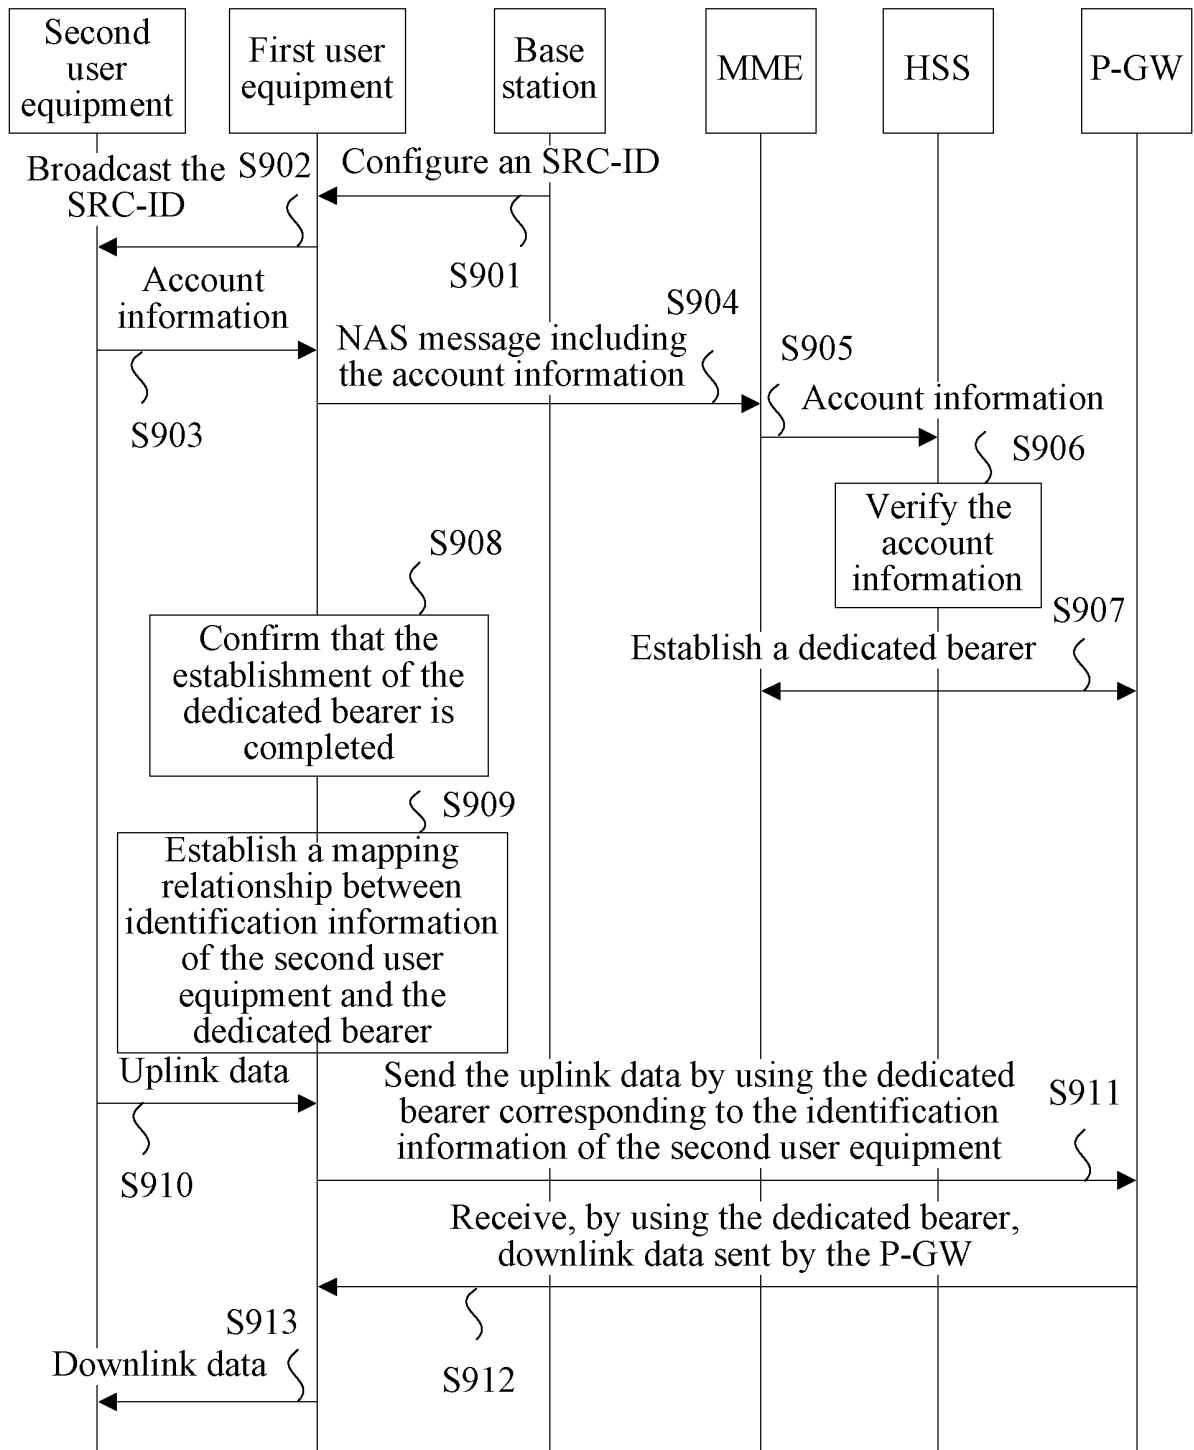 Second
user
equipment
First user
equipment
Base
station
MME
HSS
P-GW
Broadcast the
SRC-ID
S902
Configure an SRC-ID
S901
Account
information
S903
S904
NAS message including
the account information
S905
Account information
S906
Verify the
account
information
S907
Establish a dedicated bearer
S908
Confirm that the
establishment of the
dedicated bearer is
completed
S909
Establish a mapping
relationship between
identification information
of the second user
equipment and the
dedicated bearer
Uplink data
S910
Send the uplink data by using the dedicated
bearer corresponding to the identification
information of the second user equipment
S911
Receive, by using the dedicated bearer,
downlink data sent by the P-GW
S912
S913
Downlink data